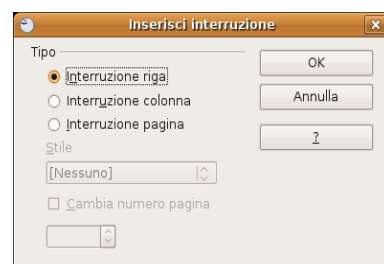 Inserisci interruzione
Tipo
Interruzione riga
Interruzione colonna
Interruzione pagina
Stile
[Nessuno]
Cambia numero pagina
OK
Annulla
?